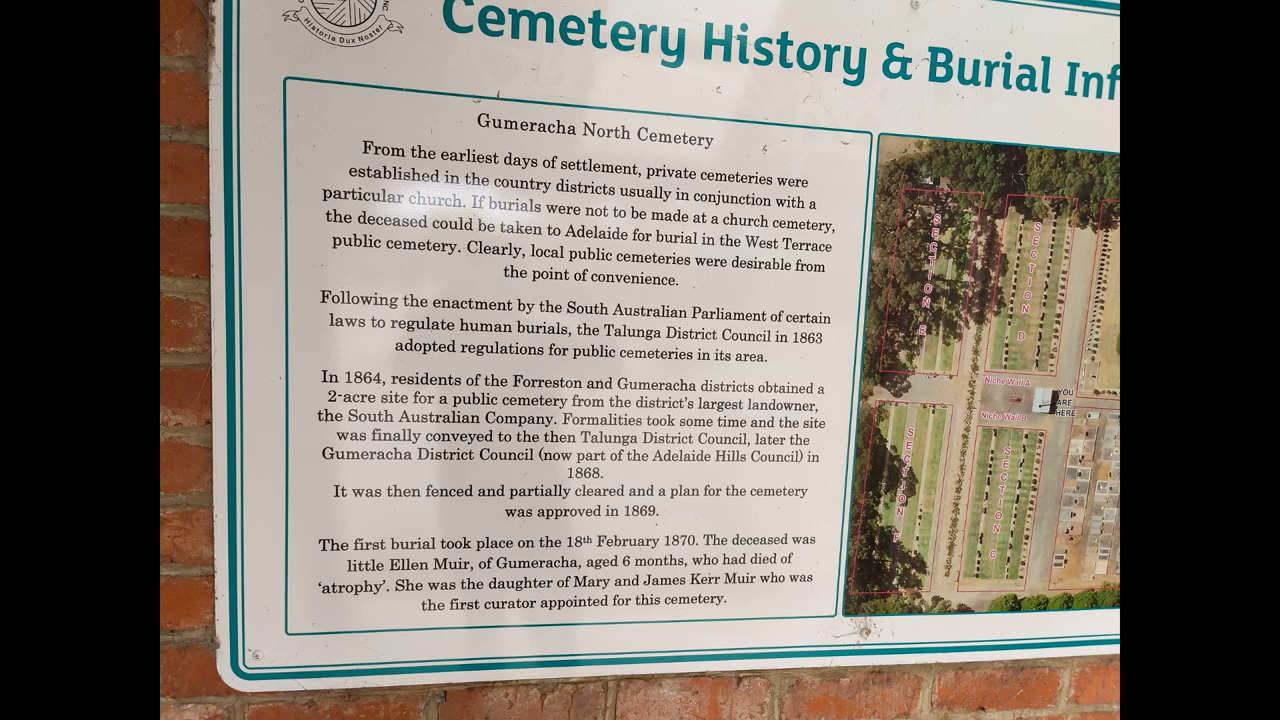 Historia Dux Noster
Cemetery History & Burial Inf
Gumeracha North Cemetery
From the earliest days of settlement, private cemeteries were
established in the country districts usually in conjunction with a
particular church. If burials were not to be made at a church cemetery,
the deceased could be taken to Adelaide for burial in the West Terrace
public cemetery. Clearly, local public cemeteries were desirable from
the point of convenience.
Following the enactment by the South Australian Parliament of certain
laws to regulate human burials, the Talunga District Council in 1863
adopted regulations for public cemeteries in its area.
In 1864, residents of the Forreston and Gumeracha districts obtained a
2-acre site for a public cemetery from the district's largest landowner,
the South Australian Company. Formalities took some time and the site
was finally conveyed to the then Talunga District Council, later the
Gumeracha District Council (now part of the Adelaide Hills Council) in
1868.
It was then fenced and partially cleared and a plan for the cemetery
was approved in 1869.
The first burial took place on the 18th February 1870. The deceased was
little Ellen Muir, of Gumeracha, aged 6 months, who had died of
'atrophy'. She was the daughter of Mary and James Kerr Muir who was
the first curator appointed for this cemetery.
SECTION E
SECTION D
Niche Wall A
YOU
ARE
HERE
Niche Wall B
SECTION F
SECTION C